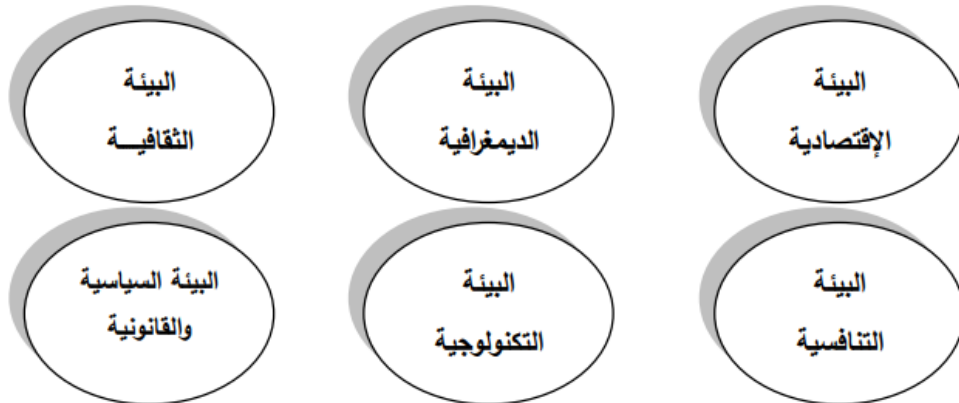 البيئة
الإقتصادية
البيئة
الديمغرافية
البيئة
الثقافيـــة
البيئة
التنافسية
البيئة
التكنولوجية
البيئة السياسية
والقانونية